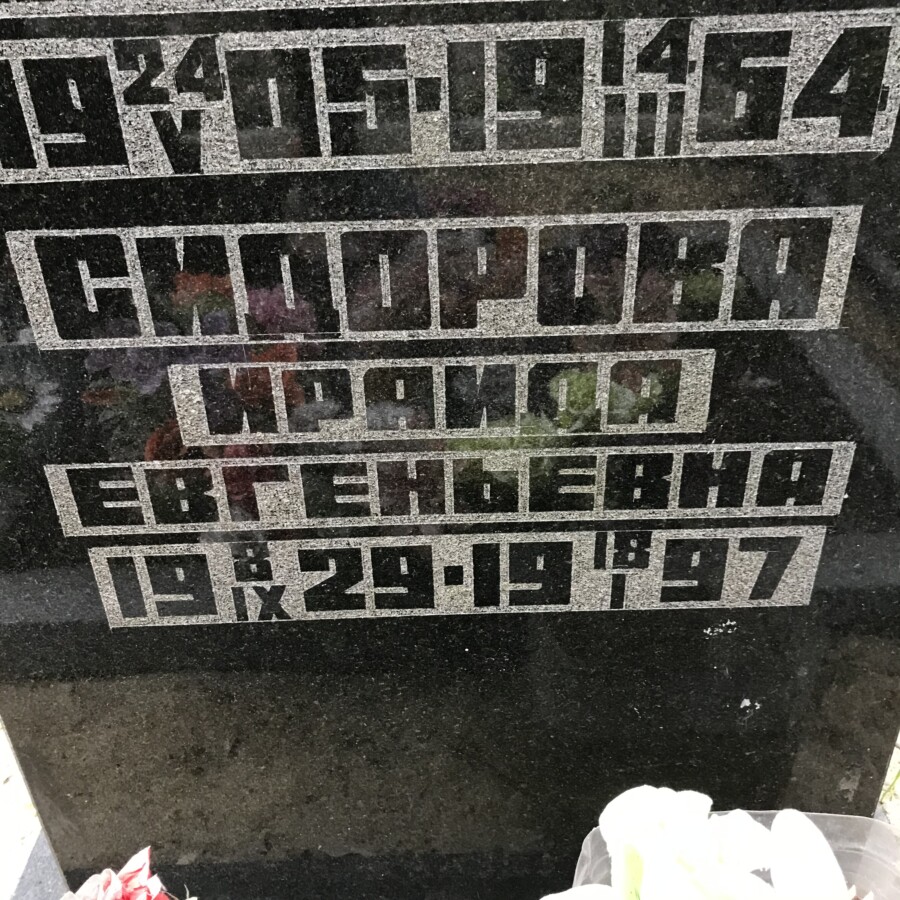 19 24/V 05-19 14/III 64
СИДОРОВА
ИРАИДА
ЕВГЕНЬЕВНА
19 8/IX 29-19 18/I 97